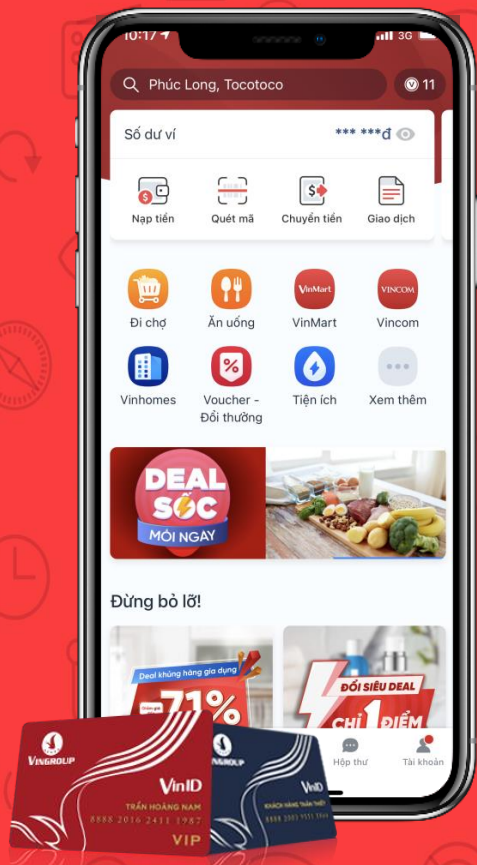 10:17
3G
Phúc Long, Tocotoco
11
Số dư ví
*** ***đ
Nạp tiền
Quét mã
Chuyển tiền
Giao dịch
VinMart
VINCOM
Đi chợ
Ăn uống
VinMart
Vincom
Vinhomes
Voucher -
Đổi thưởng
Tiện ích
Xem thêm
DEAL
SỐC
MỎI NGAY
Đừng bỏ lỡ!
Deal khủng hàng gia dụng
71%
ĐỔI SIÊU DEAL
CHỈ 1 ĐIỂM
Hộp thư
Tài khoản
VINGROUP
VinID
TRẦN HOÀNG NAM
8888 2016 2411 1987
VIP
VINGROUP
VinID
KHÁCH HÀNG THÂN THIẾT